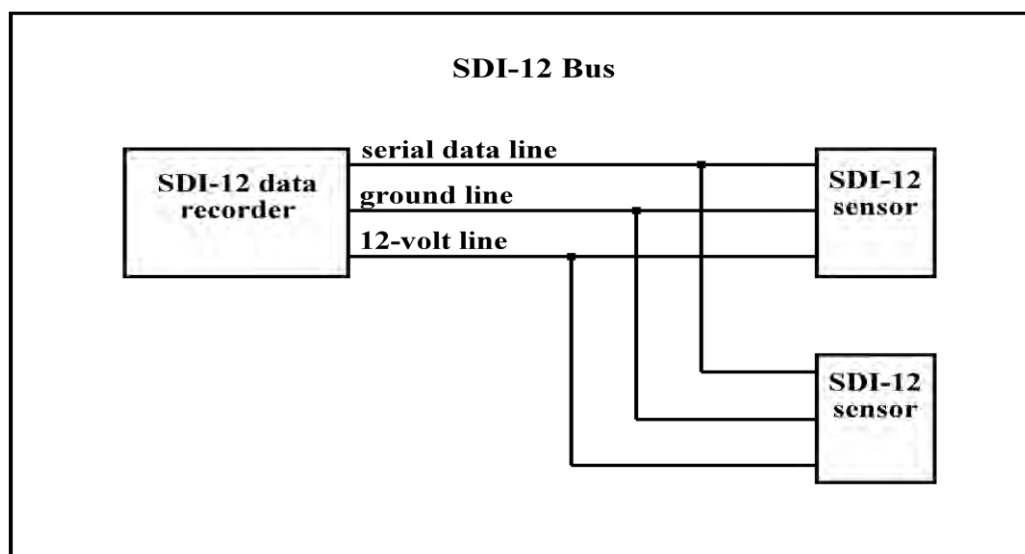 SDI-12 Bus
SDI-12 data
recorder
serial data line
ground line
12-volt line
SDI-12
sensor
SDI-12
sensor